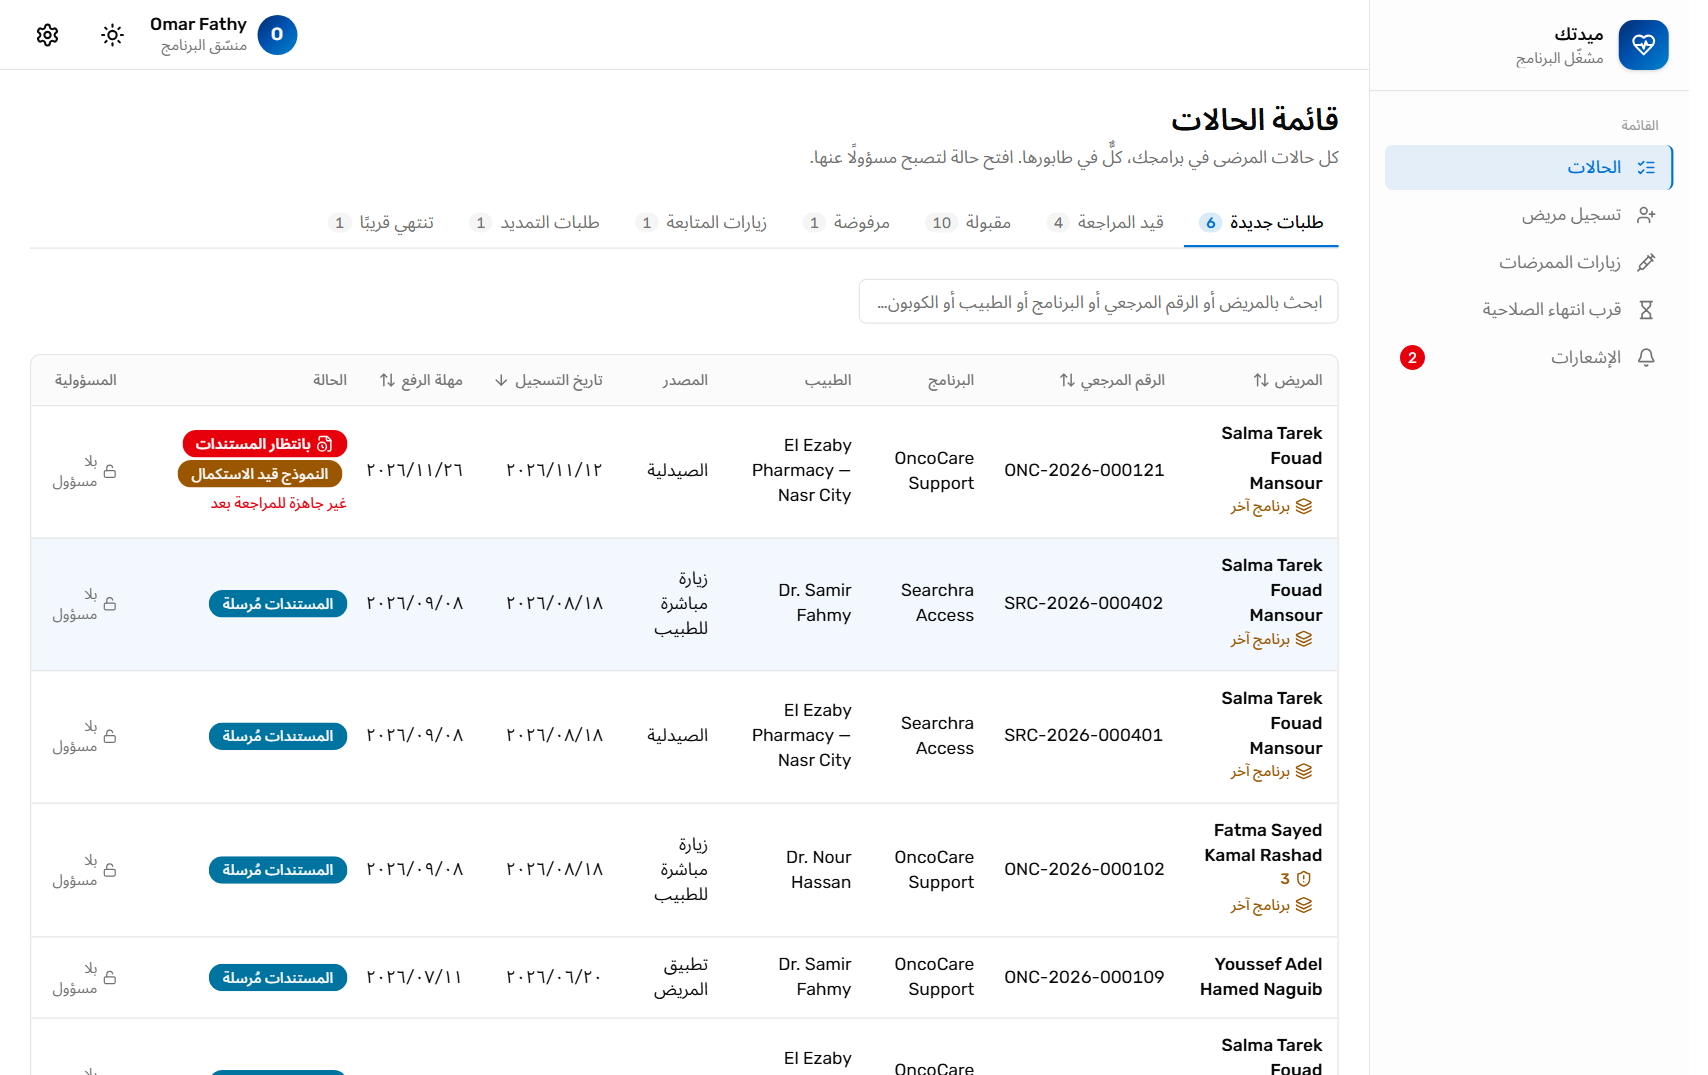 ميدتك
مشغّل البرنامج
القائمة
الحالات
تسجيل مريض
زيارات الممرضات
قرب انتهاء الصلاحية
الإشعارات
2
O
Omar Fathy
منسّق البرنامج
قائمة الحالات
كل حالات المرضى في برامجك، كلٌّ في طابورها. افتح حالة لتصبح مسؤولًا عنها.
طلبات جديدة 6
قيد المراجعة 4
مقبولة 10
مرفوضة 1
زيارات المتابعة 1
طلبات التمديد 1
تنتهي قريبًا 1
ابحث بالمريض أو الرقم المرجعي أو البرنامج أو الطبيب أو الكوبون...
المريض
الرقم المرجعي
البرنامج
الطبيب
المصدر
تاريخ التسجيل
مهلة الرفع
الحالة
المسؤولية
Salma Tarek
Fouad
Mansour
برنامج آخر
ONC-2026-000121
OncoCare
Support
El Ezaby
Pharmacy –
Nasr City
الصيدلية
٢٠٢٦/١١/١٢
٢٠٢٦/١١/٢٦
بانتظار المستندات
النموذج قيد الاستكمال
غير جاهزة للمراجعة بعد
بلا
مسؤول
Salma Tarek
Fouad
Mansour
برنامج آخر
SRC-2026-000402
Searchra
Access
Dr. Samir
Fahmy
زيارة
مباشرة
للطبيب
٢٠٢٦/٠٨/١٨
٢٠٢٦/٠٩/٠٨
المستندات مُرسلة
بلا
مسؤول
Salma Tarek
Fouad
Mansour
برنامج آخر
SRC-2026-000401
Searchra
Access
El Ezaby
Pharmacy –
Nasr City
الصيدلية
٢٠٢٦/٠٨/١٨
٢٠٢٦/٠٩/٠٨
المستندات مُرسلة
بلا
مسؤول
Fatma Sayed
Kamal Rashad
3
برنامج آخر
ONC-2026-000102
OncoCare
Support
Dr. Nour
Hassan
زيارة
مباشرة
للطبيب
٢٠٢٦/٠٨/١٨
٢٠٢٦/٠٩/٠٨
المستندات مُرسلة
بلا
مسؤول
Youssef Adel
Hamed Naguib
ONC-2026-000109
OncoCare
Support
Dr. Samir
Fahmy
تطبيق
المريض
٢٠٢٦/٠٦/٢٠
٢٠٢٦/٠٧/١١
المستندات مُرسلة
بلا
مسؤول
Salma Tarek
Fouad
OncoCare
El Ezaby
بلا